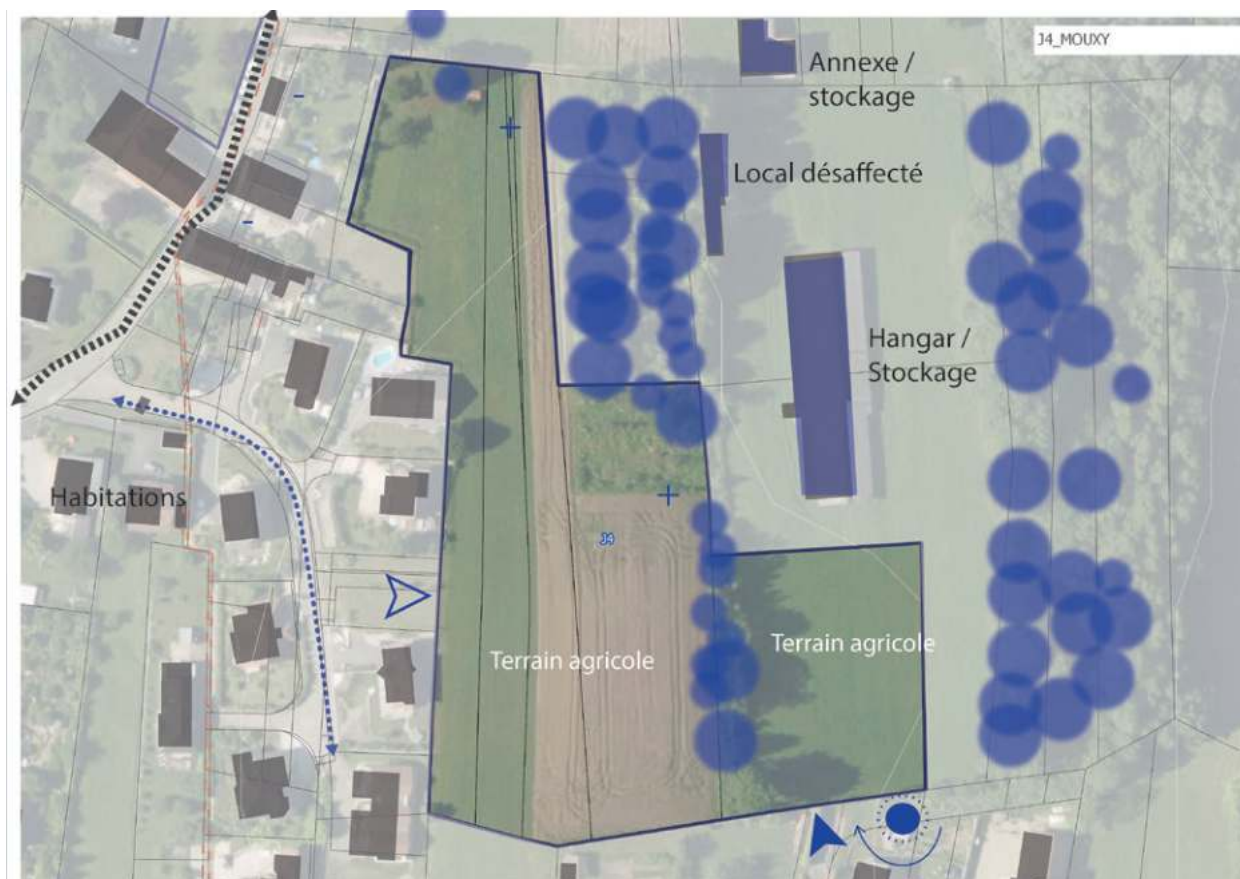 J4_MOUXY
Annexe /
stockage
Local désaffecté
Hangar /
Stockage
Habitations
J4
Terrain agricole
Terrain agricole